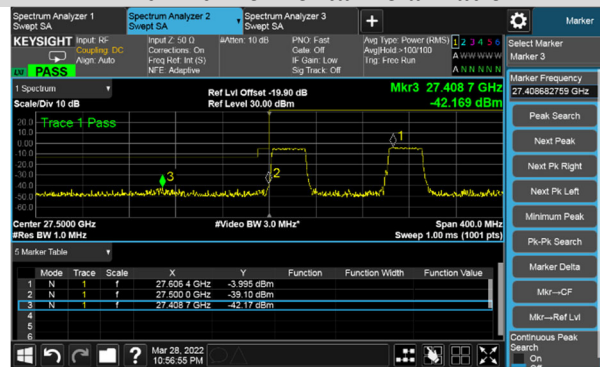 Spectrum Analyzer 1
Swept SA
Spectrum Analyzer 2
Swept SA
Spectrum Analyzer 3
Swept SA
+
Marker
KEYSIGHT
Input: RF
Coupling: DC
Align: Auto
Input Z: 50 Ω
Corrections: On
Freq Ref: Int (S)
NFE: Adaptive
#Atten: 10 dB
PNO: Fast
Gate: Off
IF Gain: Low
Sig Track: Off
Avg Type: Power (RMS)
Avg|Hold:>100/100
Trig: Free Run
1 2 3 4 5 6
A W W W W W
A N N N N N
PASS
Select Marker
Marker 3
Marker Frequency
27.408682759 GHz
Peak Search
Next Peak
Next Pk Right
Next Pk Left
Minimum Peak
Pk-Pk Search
Marker Delta
Mkr→CF
Mkr→Ref Lvl
Continuous Peak
Search
On
Off
1 Spectrum
Scale/Div 10 dB
Ref Lvl Offset -19.90 dB
Ref Level 30.00 dBm
Mkr3 27.408 7 GHz
-42.169 dBm
Trace 1 Pass
20.0
10.0
0.00
-10.0
-20.0
-30.0
-40.0
-50.0
-60.0
1
2
3
Center 27.5000 GHz
#Res BW 1.0 MHz
#Video BW 3.0 MHz*
Span 400.0 MHz
Sweep 1.00 ms (1001 pts)
5 Marker Table
Mode Trace Scale X Y Function Function Width Function Value
1 N 1 f 27.606 4 GHz -3.995 dBm
2 N 1 f 27.500 0 GHz -39.10 dBm
3 N 1 f 27.408 7 GHz -42.17 dBm
4
5
6
?
Mar 28, 2022
10:56:55 PM